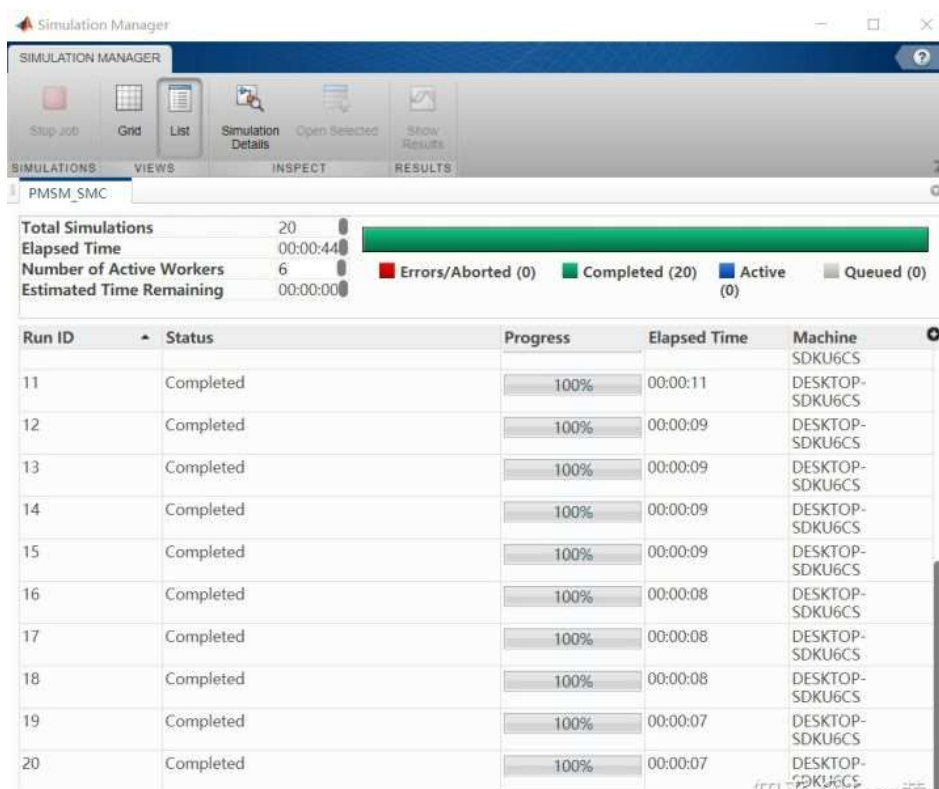 Simulation Manager
SIMULATION MANAGER
?
Stop Job
Grid
List
Simulation Details
Open Selected
Show Results
SIMULATIONS
VIEWS
INSPECT
RESULTS
PMSM_SMC
Total Simulations 20
Elapsed Time 00:00:44
Number of Active Workers 6
Estimated Time Remaining 00:00:00
Errors/Aborted (0)
Completed (20)
Active (0)
Queued (0)
Run ID Status Progress Elapsed Time Machine
SDKU6CS
11 Completed 100% 00:00:11 DESKTOP-
SDKU6CS
12 Completed 100% 00:00:09 DESKTOP-
SDKU6CS
13 Completed 100% 00:00:09 DESKTOP-
SDKU6CS
14 Completed 100% 00:00:09 DESKTOP-
SDKU6CS
15 Completed 100% 00:00:09 DESKTOP-
SDKU6CS
16 Completed 100% 00:00:08 DESKTOP-
SDKU6CS
17 Completed 100% 00:00:08 DESKTOP-
SDKU6CS
18 Completed 100% 00:00:08 DESKTOP-
SDKU6CS
19 Completed 100% 00:00:07 DESKTOP-
SDKU6CS
20 Completed 100% 00:00:07 DESKTOP-
SDKU6CS